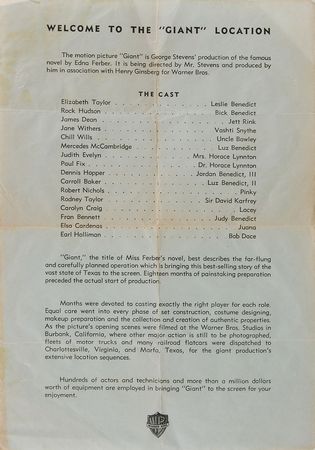 WELCOME TO THE "GIANT" LOCATION
The motion picture "Giant" is George Stevens' production of the famous
novel by Edna Ferber. It is being directed by Mr. Stevens and produced by
him in association with Henry Ginsberg for Warner Bros.
THE CAST
Elizabeth Taylor Leslie Benedict
Rock Hudson Bick Benedict
James Dean Jett Rink
Jane Withers Vashti Snythe
Chill Wills Uncle Bawley
Mercedes McCambridge Luz Benedict
Judith Evelyn Mrs. Horace Lynnton
Paul Fix Dr. Horace Lynnton
Dennis Hopper Jordan Benedict, III
Carroll Baker Luz Benedict, II
Robert Nichols Pinky
Rodney Taylor Sir David Karfrey
Carolyn Craig Lacey
Fran Bennett Judy Benedict
Elsa Cardenas Juana
Earl Holliman Bob Dace
"Giant," the title of Miss Ferber's novel, best describes the far-flung
and carefully planned operation which is bringing this best-selling story of the
vast state of Texas to the screen. Eighteen months of painstaking preparation
preceded the actual start of production.
Months were devoted to casting exactly the right player for each role.
Equal care went into every phase of set construction, costume designing,
makeup preparation and the collection and creation of authentic properties.
As the picture's opening scenes were filmed at the Warner Bros. Studios in
Burbank, California, where other major action is still to be photographed,
fleets of motor trucks and many railroad flatcars were dispatched to
Charlottesville, Virginia, and Marfa, Texas, for the giant production's
extensive location sequences.
Hundreds of actors and technicians and more than a million dollars
worth of equipment are employed in bringing "Giant" to the screen for your
enjoyment.
WB